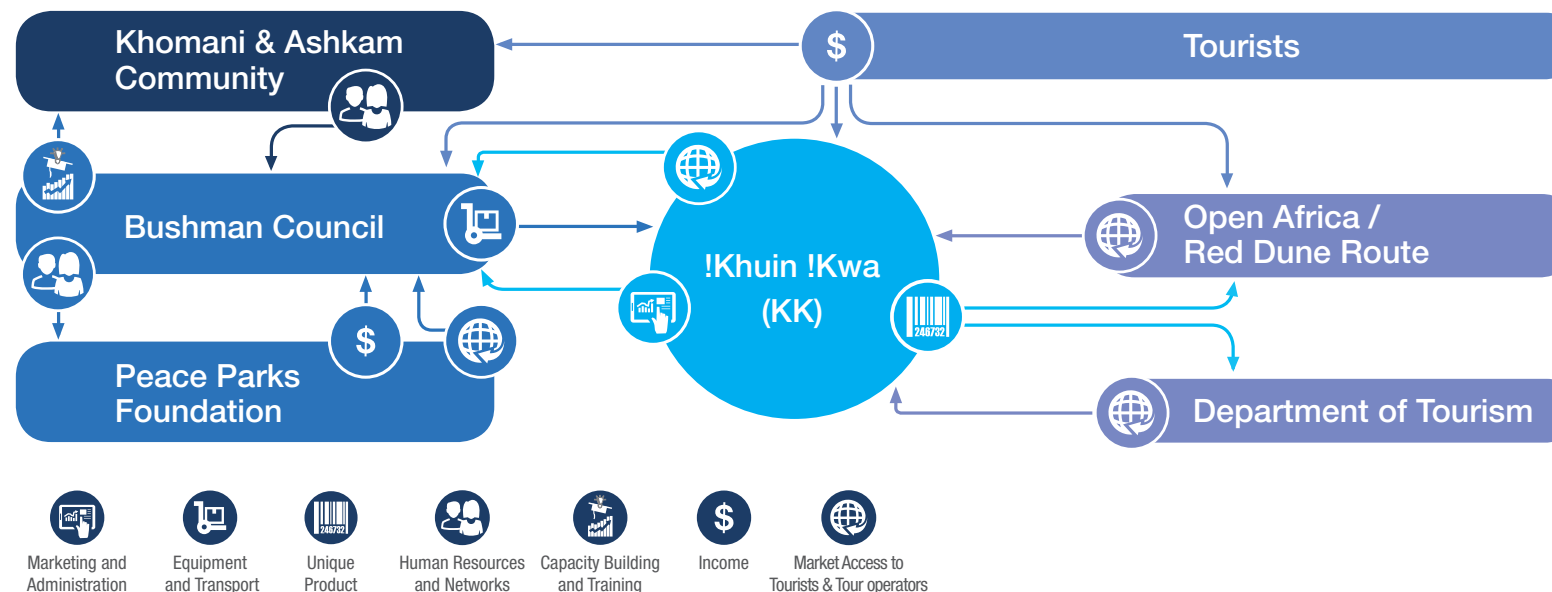 Khomani & Ashkam
Community
$
Tourists
Bushman Council
!Khuin !Kwa
(KK)
246732
Open Africa /
Red Dune Route
Peace Parks
Foundation
$
Department of Tourism
246732
$
Marketing and
Administration
Equipment
and Transport
Unique
Product
Human Resources
and Networks
Capacity Building
and Training
Income
Market Access to
Tourists & Tour operators